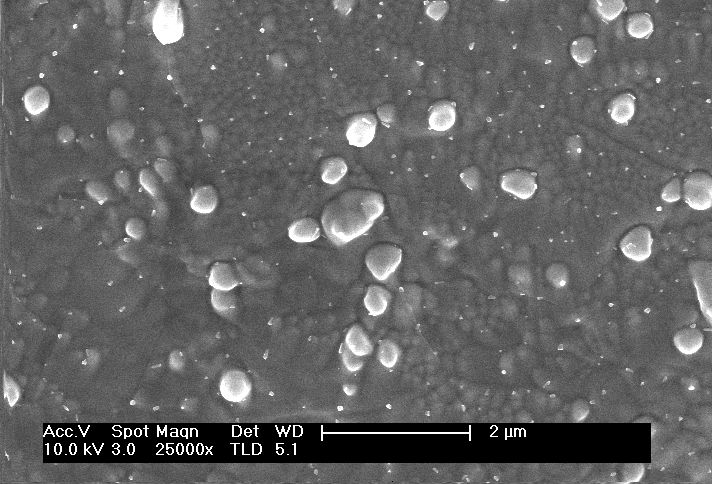 Acc.V Spot Magn Det WD 2 µm
10.0 kV 3.0 25000x TLD 5.1